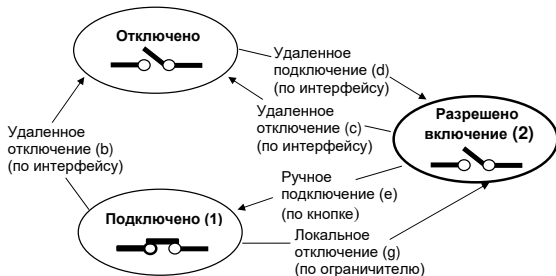 Отключено
Удаленное
подключение (d)
(по интерфейсу)
Удаленное
отключение (c)
(по интерфейсу)
Разрешено
включение (2)
Удаленное
отключение (b)
(по интерфейсу)
Ручное
подключение (e)
(по кнопке)
Подключено (1)
Локальное
отключение (g)
(по ограничителю)